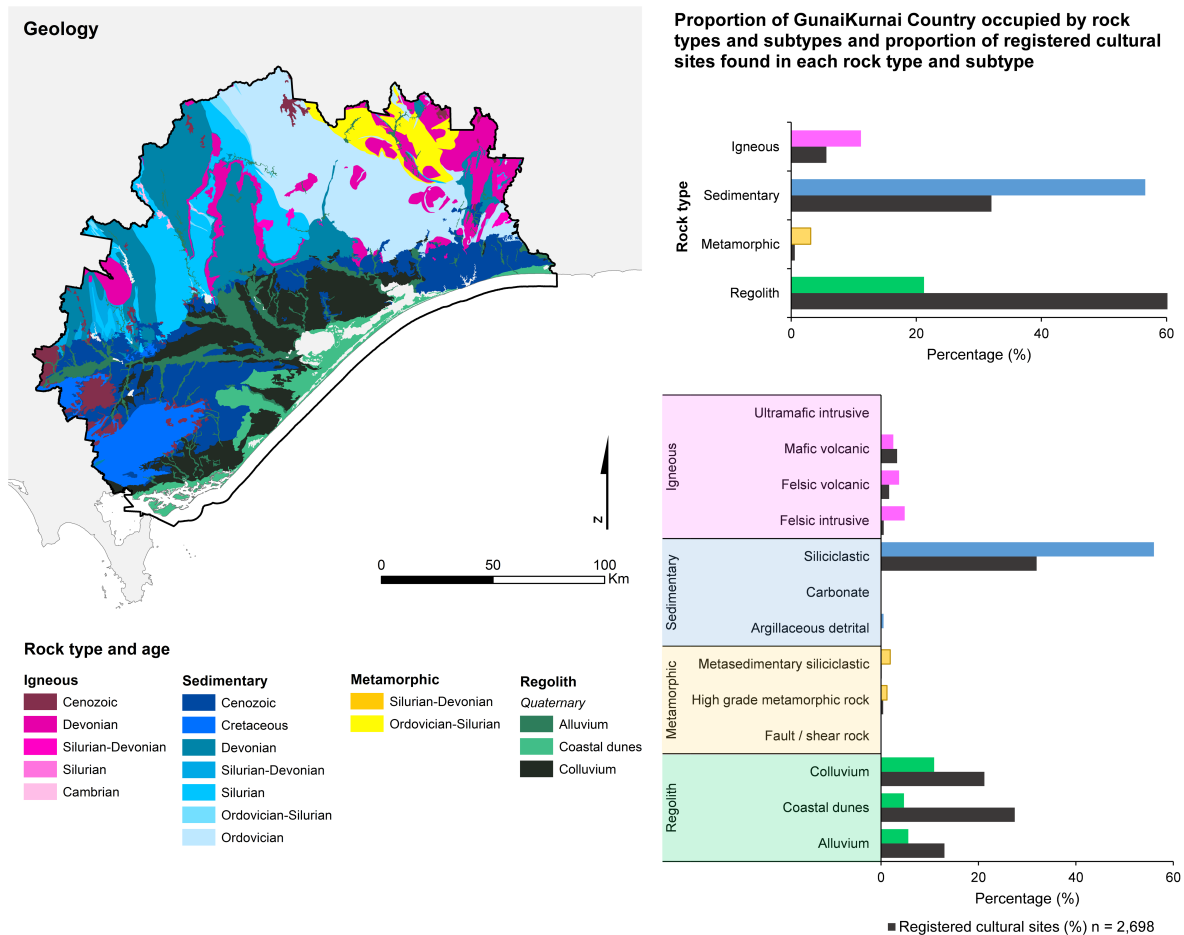 Geology
N
0
50
100
Km
Rock type and age
Igneous
Cenozoic
Devonian
Silurian-Devonian
Silurian
Cambrian
Sedimentary
Cenozoic
Cretaceous
Devonian
Silurian-Devonian
Silurian
Ordovician-Silurian
Ordovician
Metamorphic
Silurian-Devonian
Ordovician-Silurian
Regolith
Quaternary
Alluvium
Coastal dunes
Colluvium
Proportion of GunaiKurnai Country occupied by rock
types and subtypes and proportion of registered cultural
sites found in each rock type and subtype
Rock type
Igneous
Sedimentary
Metamorphic
Regolith
0
20
40
60
Percentage (%)
Igneous
Ultramafic intrusive
Mafic volcanic
Felsic volcanic
Felsic intrusive
Sedimentary
Siliciclastic
Carbonate
Argillaceous detrital
Metamorphic
Metasedimentary siliciclastic
High grade metamorphic rock
Fault / shear rock
Regolith
Colluvium
Coastal dunes
Alluvium
0
20
40
60
Percentage (%)
Registered cultural sites (%) n = 2,698